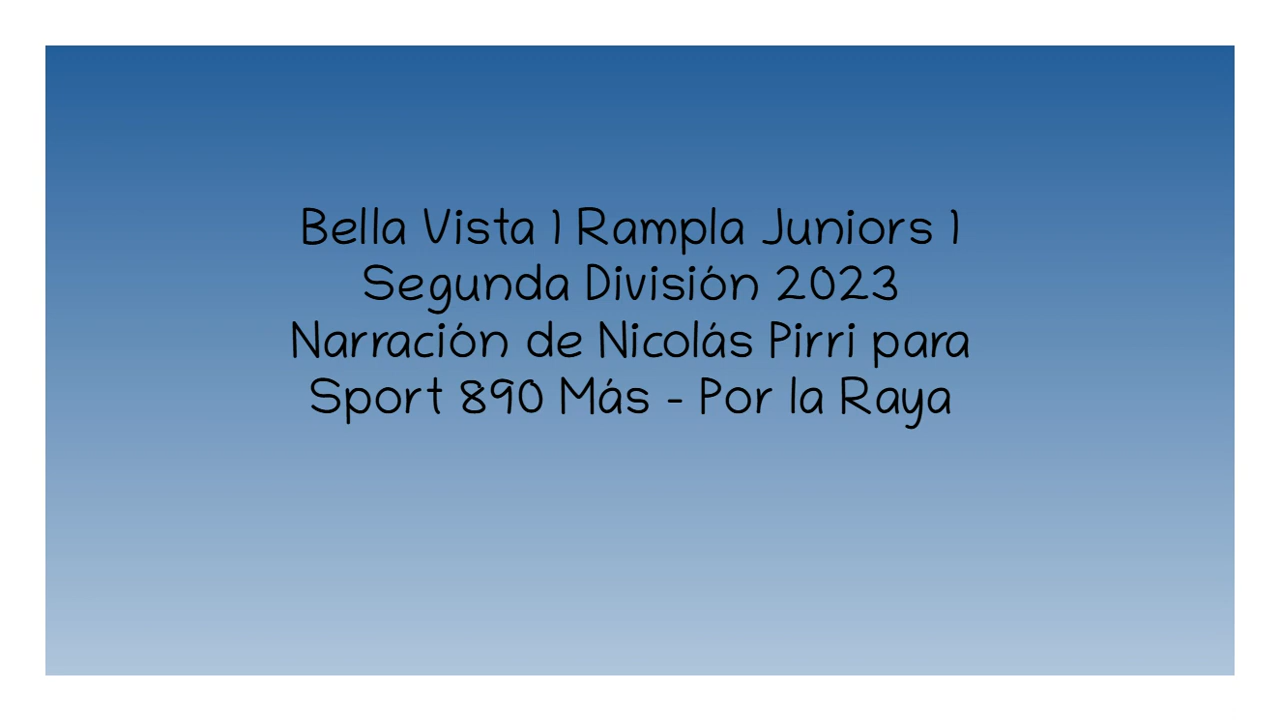 Bella Vista 1 Rampla Juniors 1
Segunda División 2023
Narración de Nicolás Pirri para
Sport 890 Más - Por la Raya